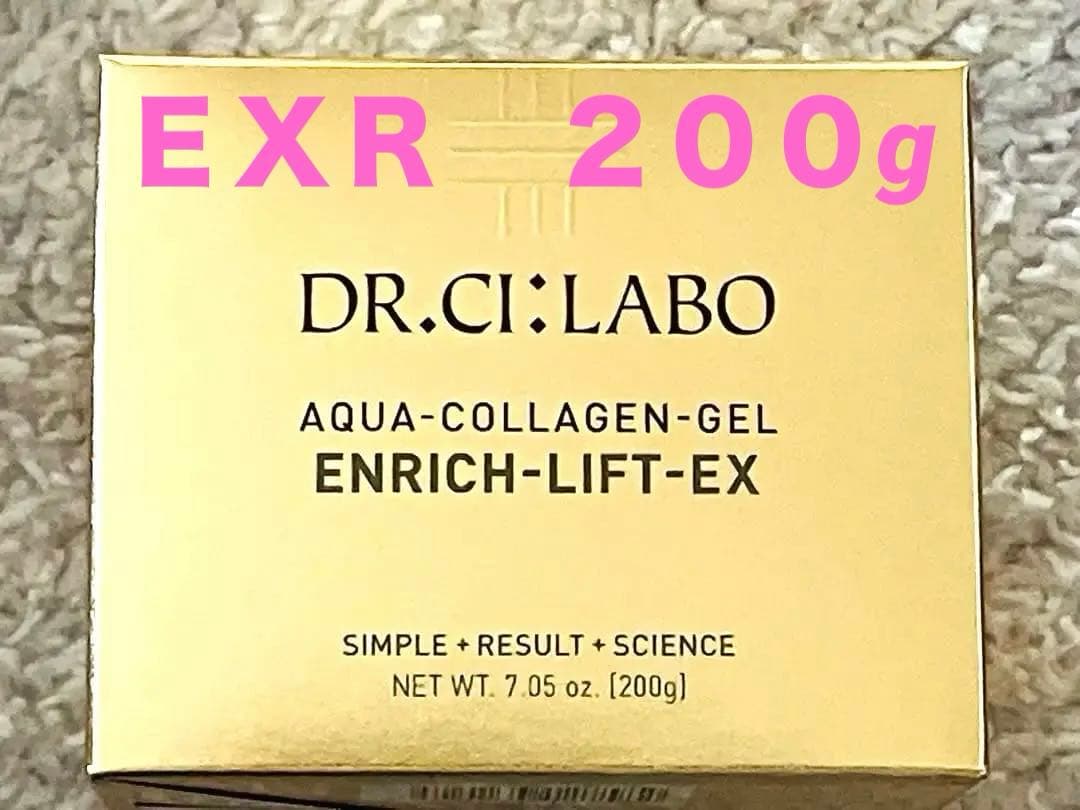 EXR 200g
DR.CI:LABO
AQUA-COLLAGEN-GEL
ENRICH-LIFT-EX
SIMPLE + RESULT + SCIENCE
NET WT. 7.05 oz. (200g)